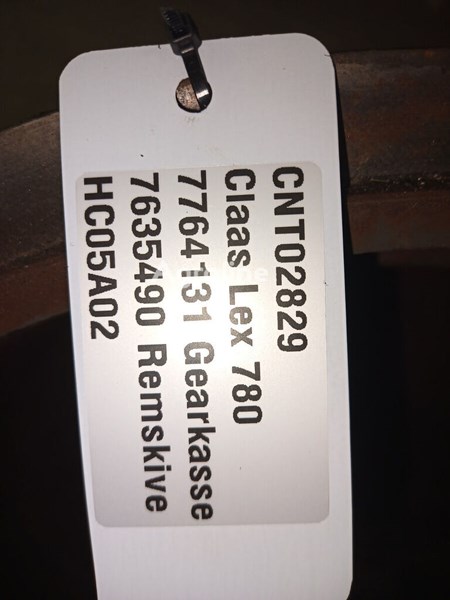 CNT02829
Claas Lex 780
7764131 Gearkasse
7635490 Remskive
HC05A02